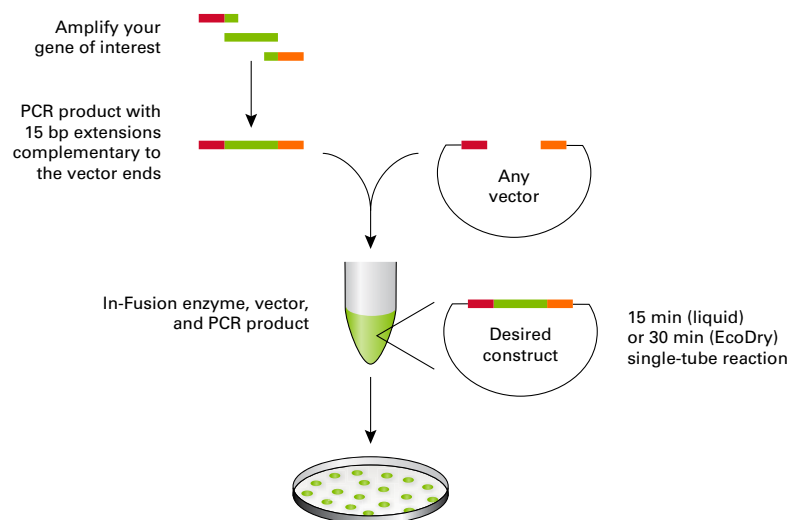 Amplify your
gene of interest
PCR product with
15 bp extensions
complementary to
the vector ends
Any
vector
In-Fusion enzyme, vector,
and PCR product
Desired
construct
15 min (liquid)
or 30 min (EcoDry)
single-tube reaction